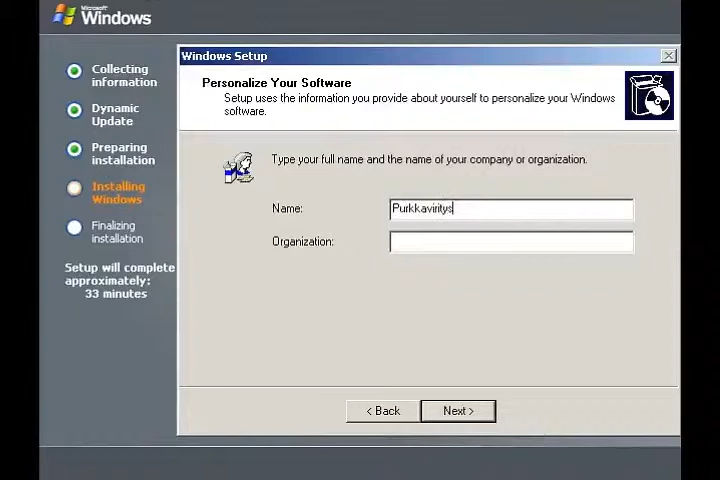 Microsoft
Windows
Collecting
information
Dynamic
Update
Preparing
installation
Installing
Windows
Finalizing
installation
Setup will complete
approximately:
33 minutes
Windows Setup
Personalize Your Software
Setup uses the information you provide about yourself to personalize your Windows
software.
Type your full name and the name of your company or organization.
Name: Purkkaviritys
Organization:
< Back
Next >